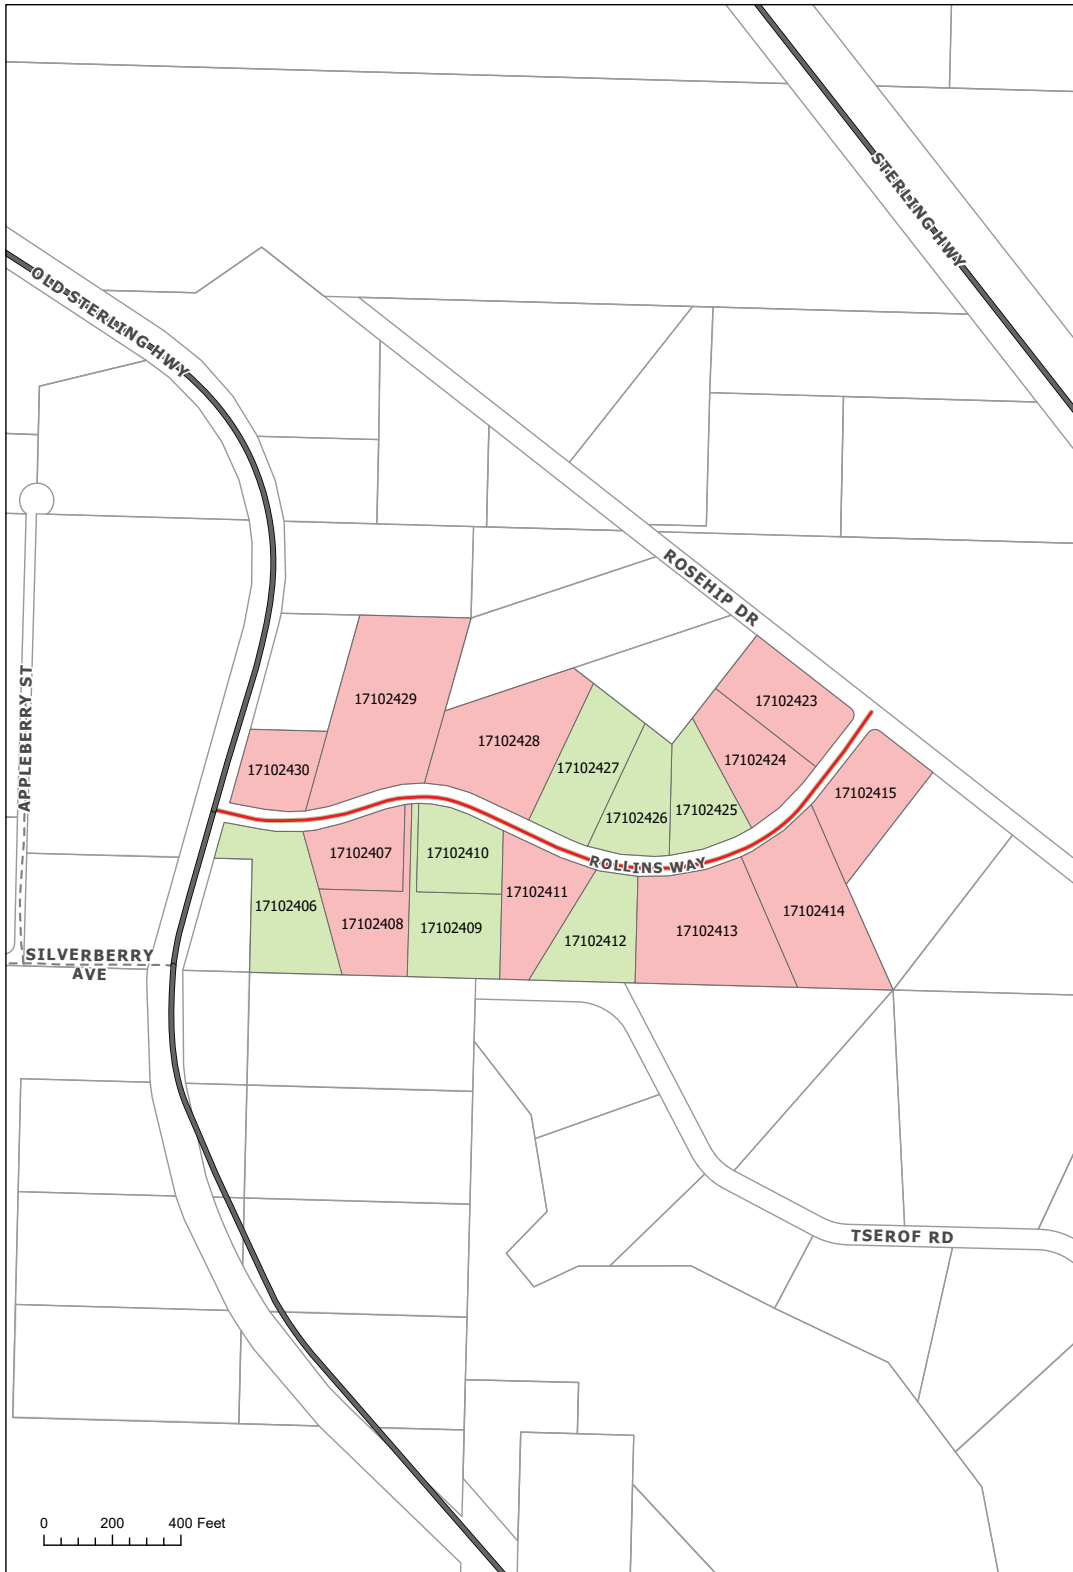 STERLING HWY
OLD STERLING HWY
ROSEHIP DR
APPLEBERRY ST
17102429
17102423
17102428
17102424
17102427
17102430
17102415
17102425
17102426
17102407
17102410
ROLLINS WAY
17102411
17102406
17102414
17102408
17102409
17102413
17102412
SILVERBERRY
AVE
TSEROF RD
0 200 400 Feet